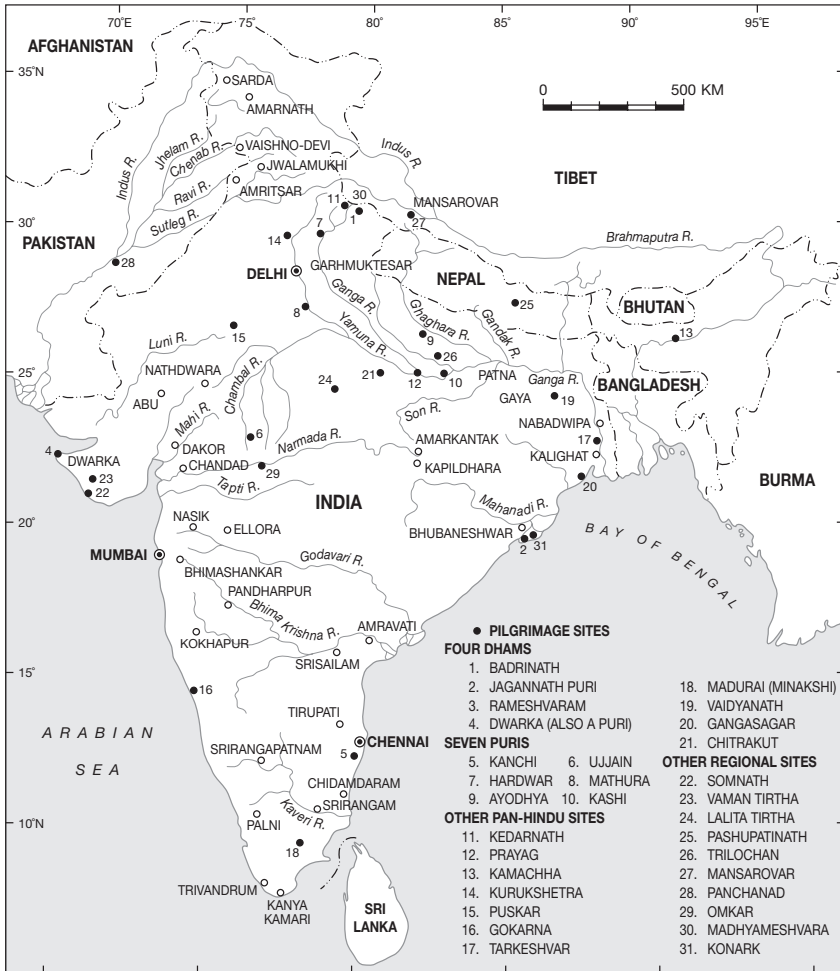 70°E 75° 80° 85° 90° 95°E
AFGHANISTAN
35°N
SARDA
0 500 KM
AMARNATH
Jhelam R.
Chenab R.
VAISHNO-DEVI
Indus R.
JWALAMUKHI
Indus R.
TIBET
Ravi R.
AMRITSAR
11 30
MANSAROVAR
Sutleg R.
1
27
30°
7
14
Brahmaputra R.
PAKISTAN
28
GARHMUKTESAR
DELHI
NEPAL
Ganga R.
25
BHUTAN
8
Ghaghara R.
Gandak R.
13
15
Yamuna R.
9
Luni R.
26
25°
NATHDWARA
21
12
10
PATNA
Ganga R.
BANGLADESH
24
Chambal R.
GAYA
19
ABU
Son R.
NABADWIPA
Mahi R.
6
Narmada R.
AMARKANTAK
17
4
DAKOR
KALIGHAT
DWARKA
CHANDAD
29
KAPILDHARA
23
Tapti R.
20
BURMA
22
INDIA
Mahanadi R.
20°
NASIK
ELLORA
BHUBANESHWAR
2 31
BAY OF BENGAL
MUMBAI
Godavari R.
BHIMASHANKAR
PANDHARPUR
Bhima Krishna R.
AMRAVATI
KOKHAPUR
SRISAILAM
15°
16
TIRUPATI
ARABIAN
SEA
CHENNAI
SRIRANGAPATNAM
5
CHIDAMDARAM
SRIRANGAM
10°N
Kaveri R.
PALNI
18
TRIVANDRUM
KANYA
KAMARI
SRI
LANKA
PILGRIMAGE SITES
FOUR DHAMS
1. BADRINATH
2. JAGANNATH PURI
3. RAMESHVARAM
4. DWARKA (ALSO A PURI)
SEVEN PURIS
5. KANCHI 6. UJJAIN
7. HARDWAR 8. MATHURA
9. AYODHYA 10. KASHI
OTHER PAN-HINDU SITES
11. KEDARNATH
12. PRAYAG
13. KAMACHHA
14. KURUKSHETRA
15. PUSKAR
16. GOKARNA
17. TARKESHVAR
18. MADURAI (MINAKSHI)
19. VAIDYANATH
20. GANGASAGAR
21. CHITRAKUT
OTHER REGIONAL SITES
22. SOMNATH
23. VAMAN TIRTHA
24. LALITA TIRTHA
25. PASHUPATINATH
26. TRILOCHAN
27. MANSAROVAR
28. PANCHANAD
29. OMKAR
30. MADHYAMESHVARA
31. KONARK